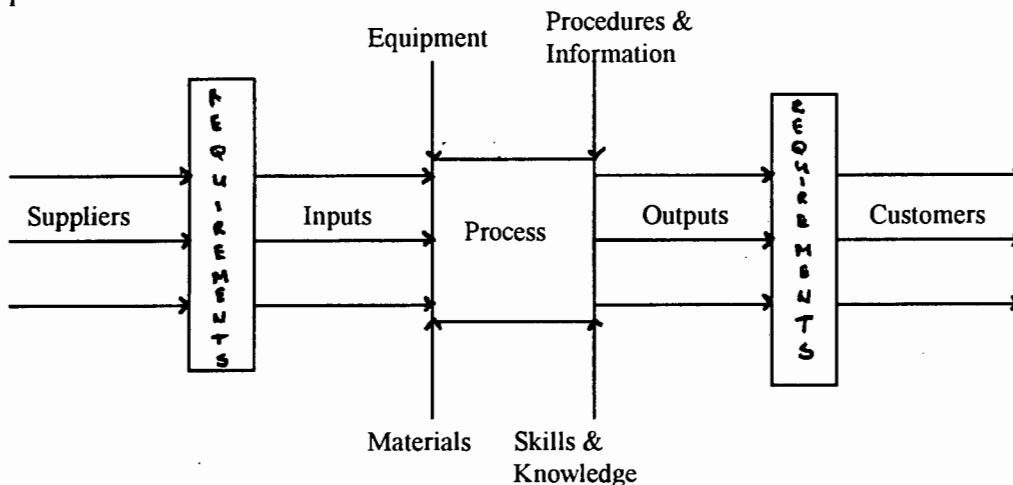 Equipment
Procedures &
Information
REQUIREMENTS
REQUIREMENTS
Suppliers
Inputs
Process
Outputs
Customers
Materials
Skills &
Knowledge